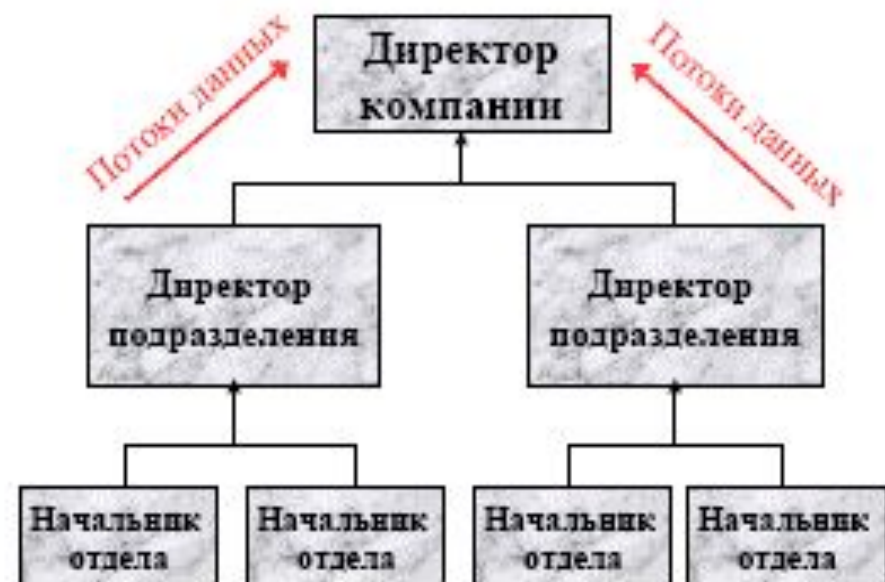 Директор
компании
Потоки данных
Потоки данных
Директор
подразделения
Директор
подразделения
Начальник
отдела
Начальник
отдела
Начальник
отдела
Начальник
отдела